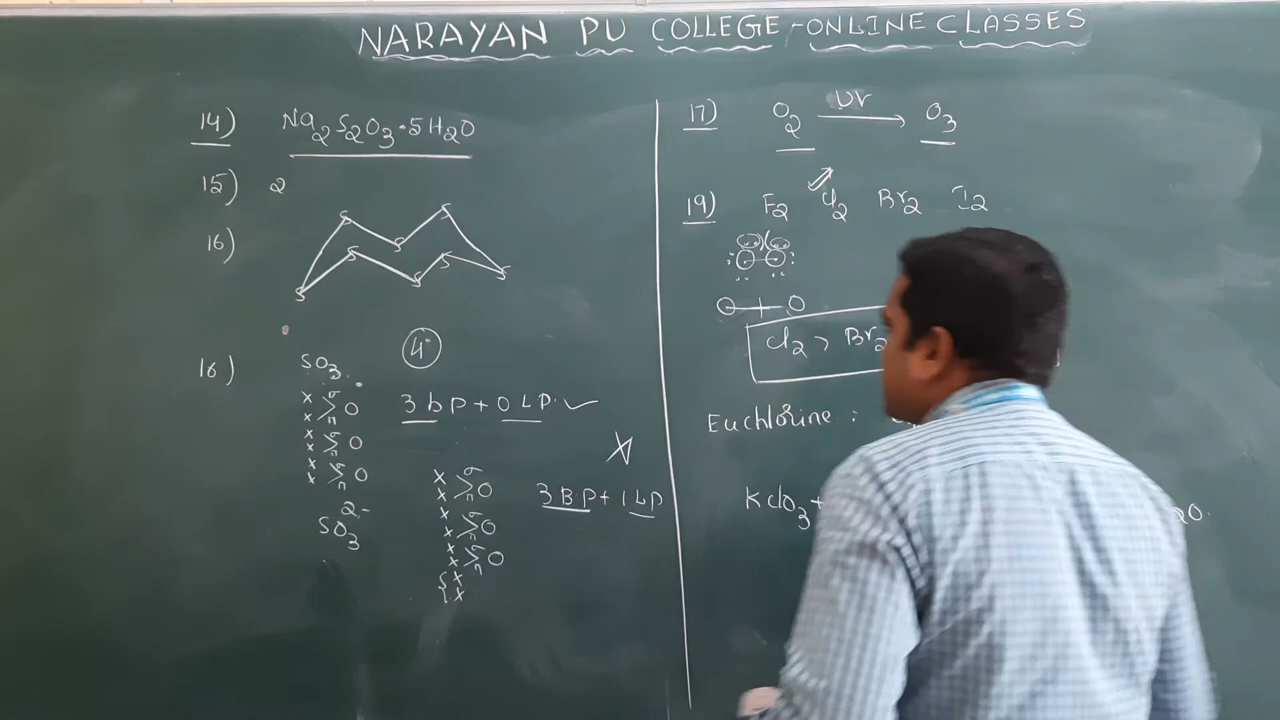 NARAYAN PU COLLEGE - ONLINE CLASSES
14) Na2S2O3·5H2O
15) 2
16)
S S S S S S S S
16) SO3
4
x x > σ π O
x x > σ π O
x x > σ π O
3 bP + 0 LP ✓
SO3 2-
x x > σ π O
x x > σ π O
x x > σ π O
x x
3 BP + 1 LP
17) O2 UV → O3
19) F2 Cl2 Br2 I2
Cl2 > Br2
Euchlorine :
KClO3 +
2O.